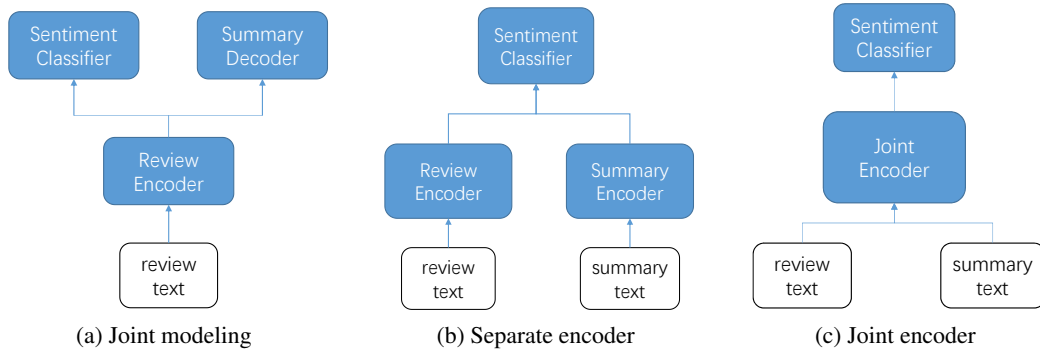 Sentiment
Classifier
Summary
Decoder
Review
Encoder
review
text
(a) Joint modeling
Sentiment
Classifier
Review
Encoder
Summary
Encoder
review
text
summary
text
(b) Separate encoder
Sentiment
Classifier
Joint
Encoder
review
text
summary
text
(c) Joint encoder